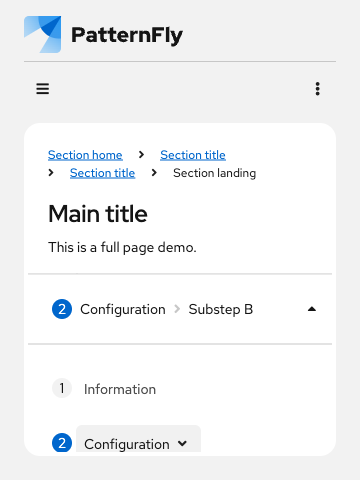 PatternFly
Section home Section title
Section title Section landing
Main title
This is a full page demo.
2 Configuration Substep B
1 Information
2 Configuration